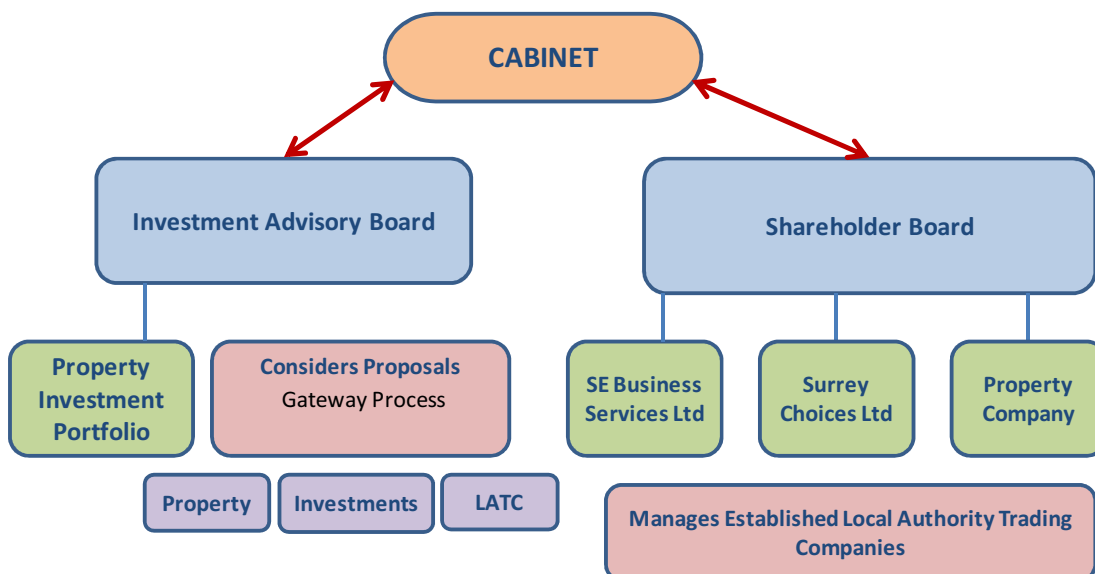 CABINET
Investment Advisory Board
Shareholder Board
Property
Investment
Portfolio
Considers Proposals
Gateway Process
SE Business
Services Ltd
Surrey
Choices Ltd
Property
Company
Property
Investments
LATC
Manages Established Local Authority Trading
Companies